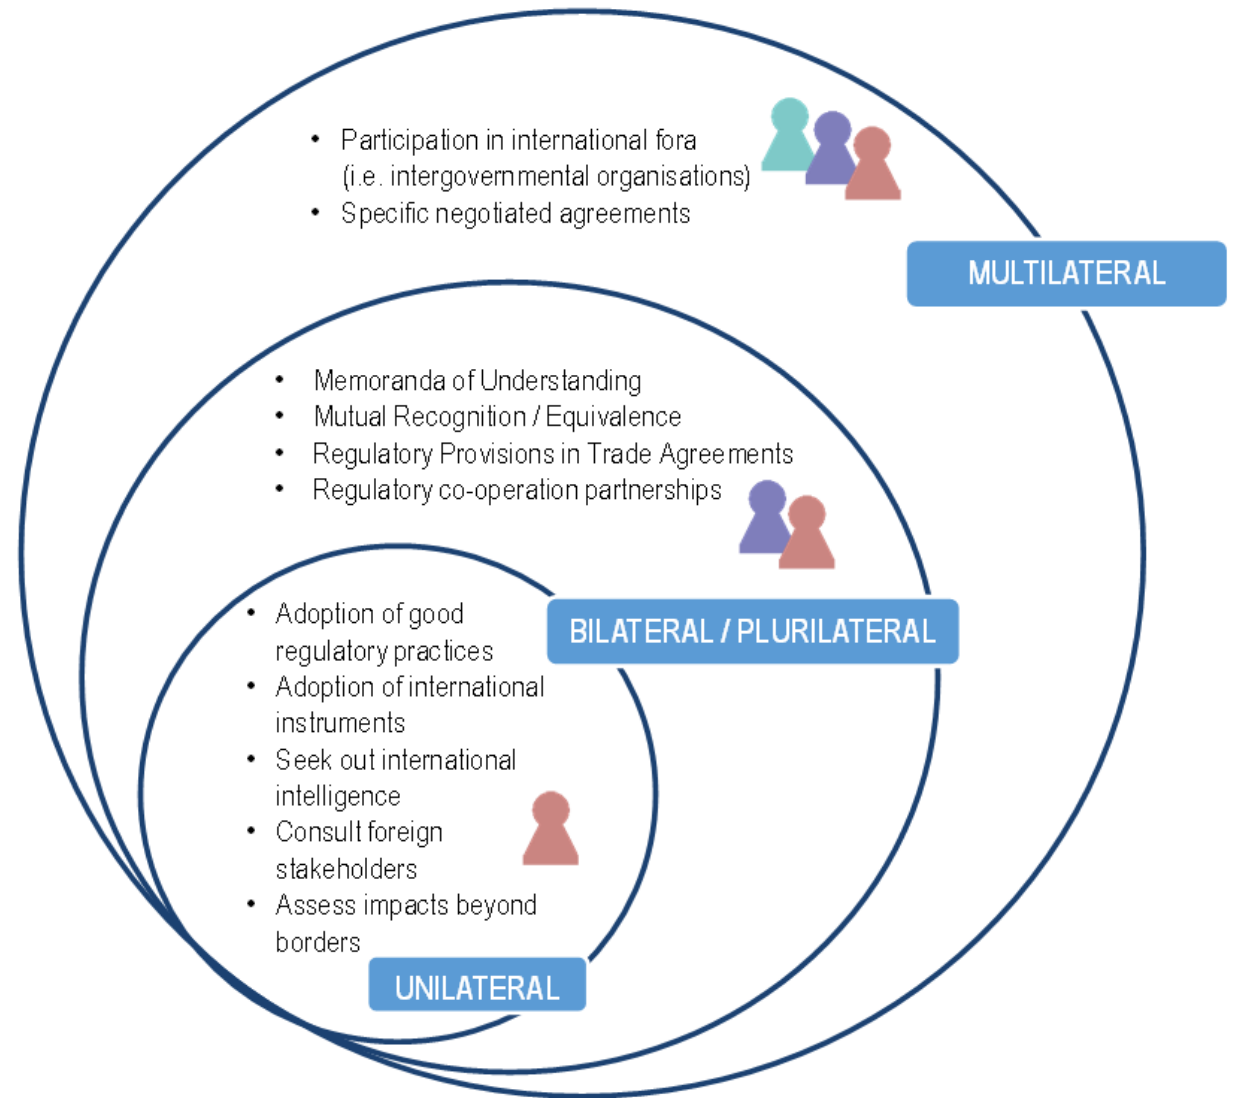 • Participation in international fora
(i.e. intergovernmental organisations)
• Specific negotiated agreements
MULTILATERAL
• Memoranda of Understanding
• Mutual Recognition / Equivalence
• Regulatory Provisions in Trade Agreements
• Regulatory co-operation partnerships
BILATERAL / PLURILATERAL
• Adoption of good
regulatory practices
• Adoption of international
instruments
• Seek out international
intelligence
• Consult foreign
stakeholders
• Assess impacts beyond
borders
UNILATERAL